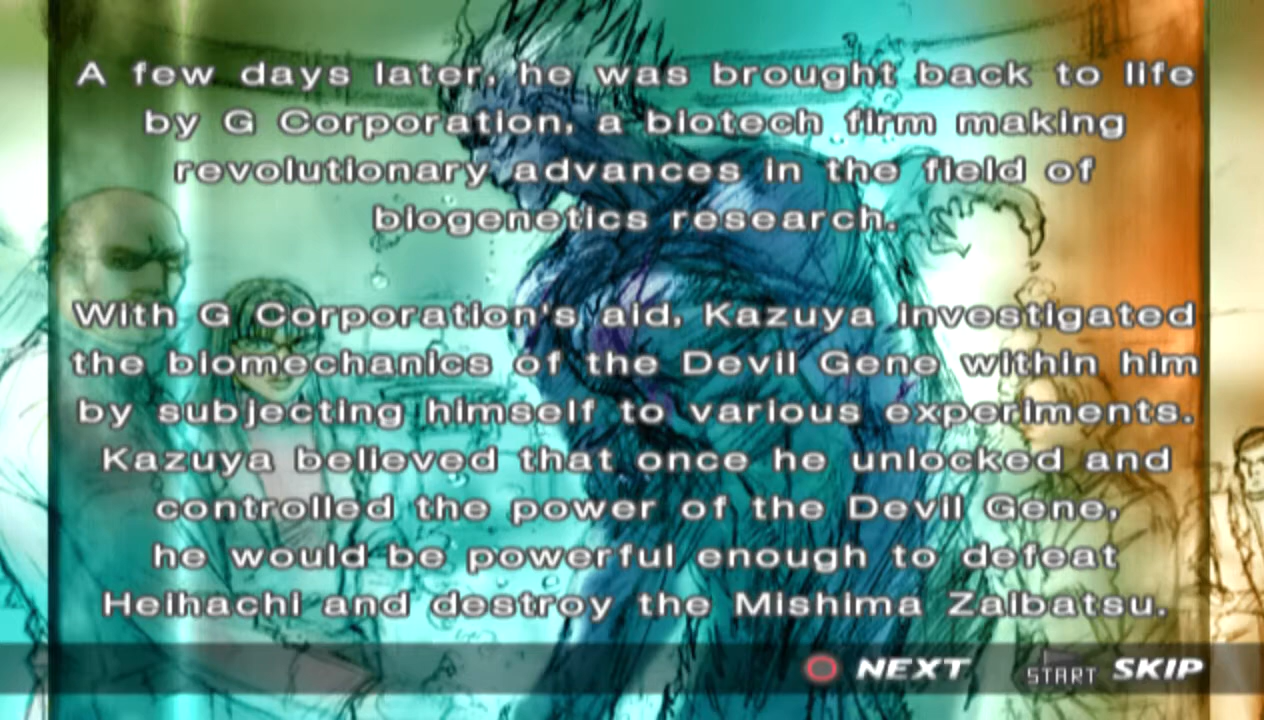 A few days later, he was brought back to life
by G Corporation, a biotech firm making
revolutionary advances in the field of
biogenetics research.
With G Corporation's aid, Kazuya investigated
the biomechanics of the Devil Gene within him
by subjecting himself to various experiments.
Kazuya believed that once he unlocked and
controlled the power of the Devil Gene,
he would be powerful enough to defeat
Heihachi and destroy the Mishima Zaibatsu.
NEXT START SKIP